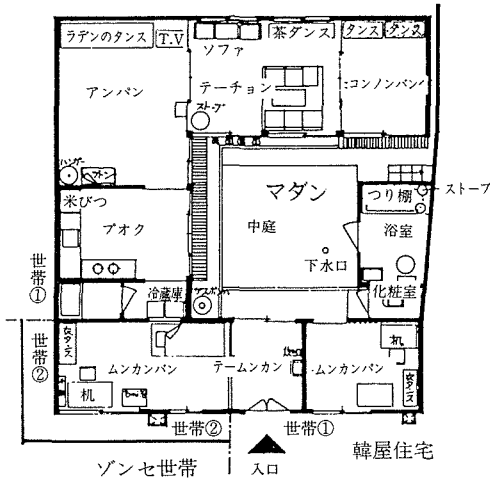 ラデンのタンス
T.V
ソファ
茶ダンス
タンス
タンス
アンバン
テーチョン
コンノンバン
ストーブ
ハンガー
マダン
ストーブ
つり棚
米びつ
ブオク
中庭
浴室
下水口
世帯①
冷蔵庫
化粧室
世帯②
ムンカンバン
テームンカン
ムンカンバン
机
机
世帯②
世帯①
韓屋住宅
ゾンセ世帯
入口